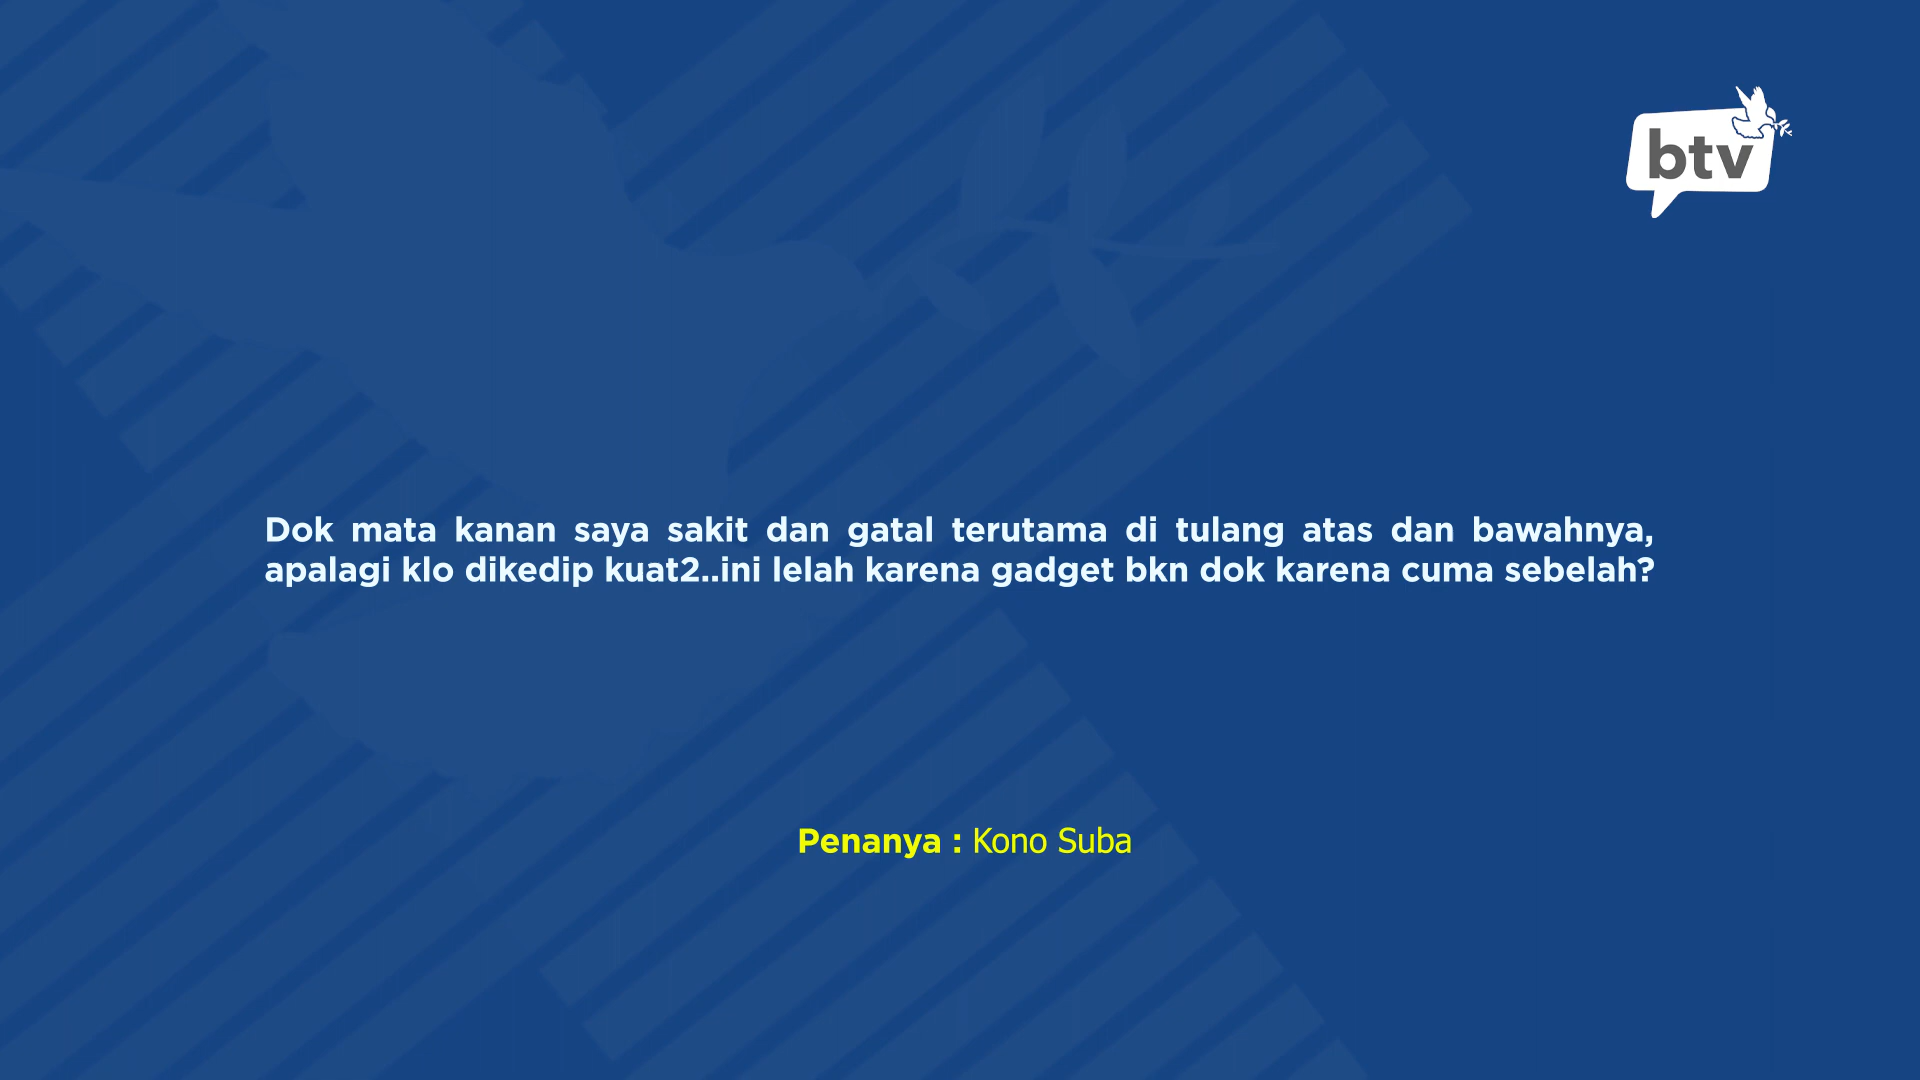 btv
Dok mata kanan saya sakit dan gatal terutama di tulang atas dan bawahnya,
apalagi klo dikedip kuat2..ini lelah karena gadget bkn dok karena cuma sebelah?
Penanya : Kono Suba